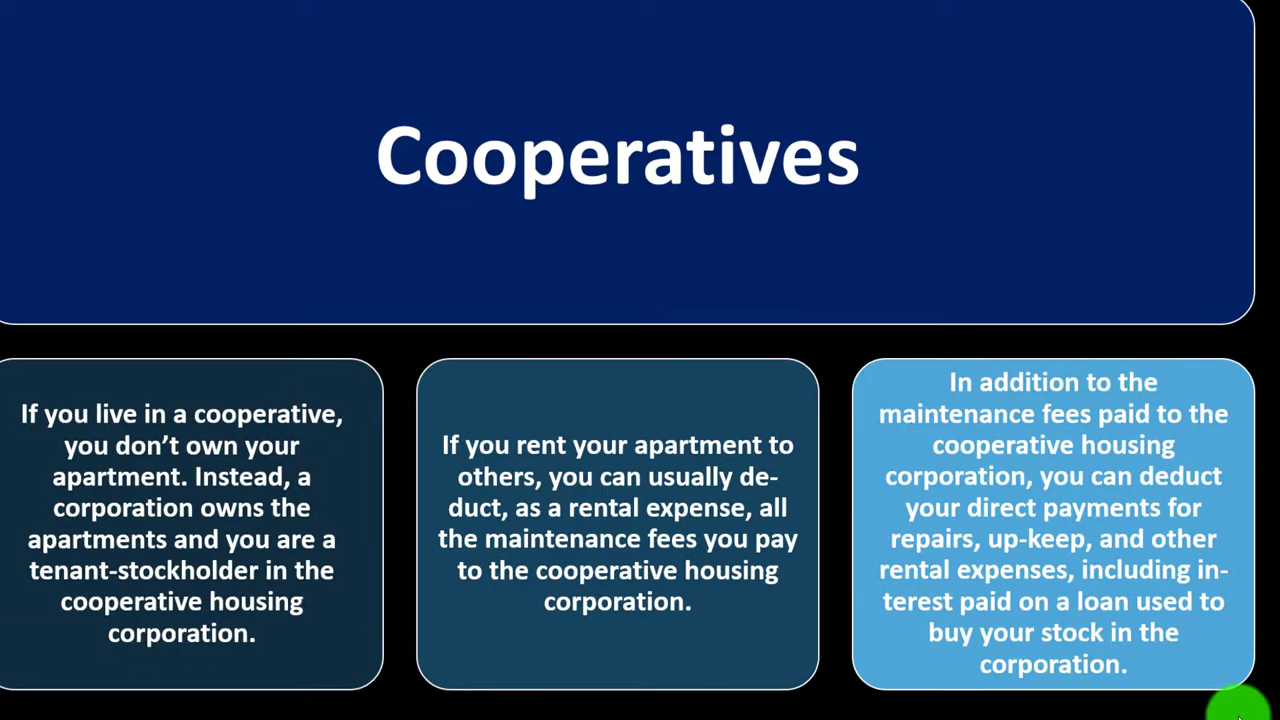 Cooperatives
If you live in a cooperative,
you don’t own your
apartment. Instead, a
corporation owns the
apartments and you are a
tenant-stockholder in the
cooperative housing
corporation.
If you rent your apartment to
others, you can usually de-
duct, as a rental expense, all
the maintenance fees you pay
to the cooperative housing
corporation.
In addition to the
maintenance fees paid to the
cooperative housing
corporation, you can deduct
your direct payments for
repairs, up-keep, and other
rental expenses, including in-
terest paid on a loan used to
buy your stock in the
corporation.